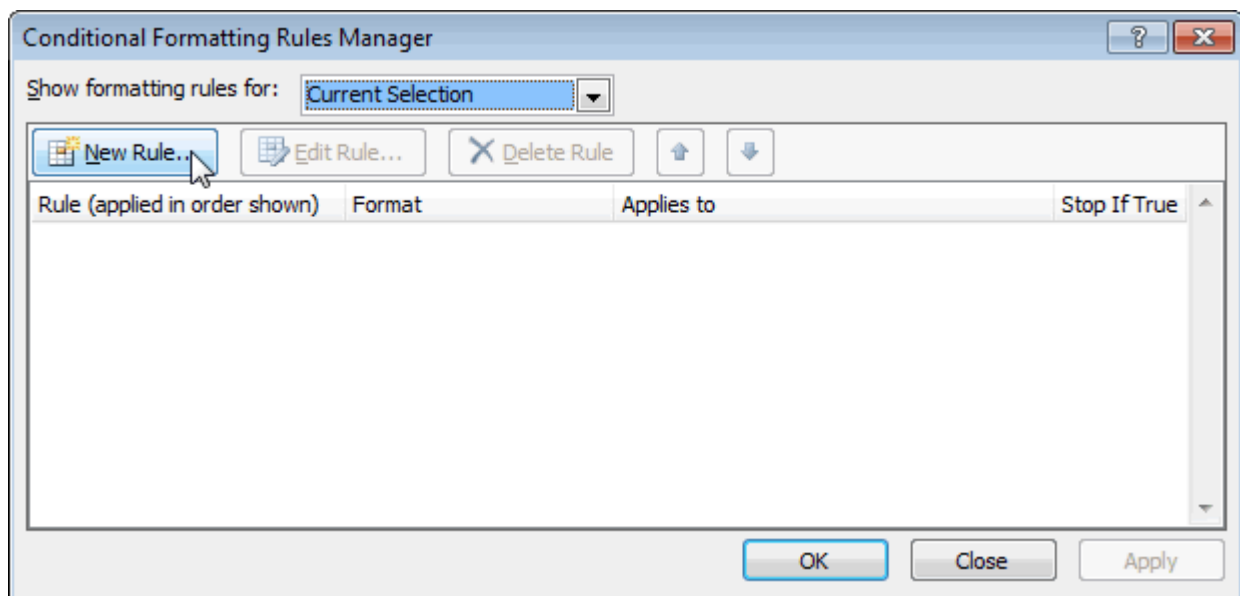 Conditional Formatting Rules Manager
Show formatting rules for: Current Selection
New Rule... Edit Rule... Delete Rule
Rule (applied in order shown) Format Applies to Stop If True
OK Close Apply